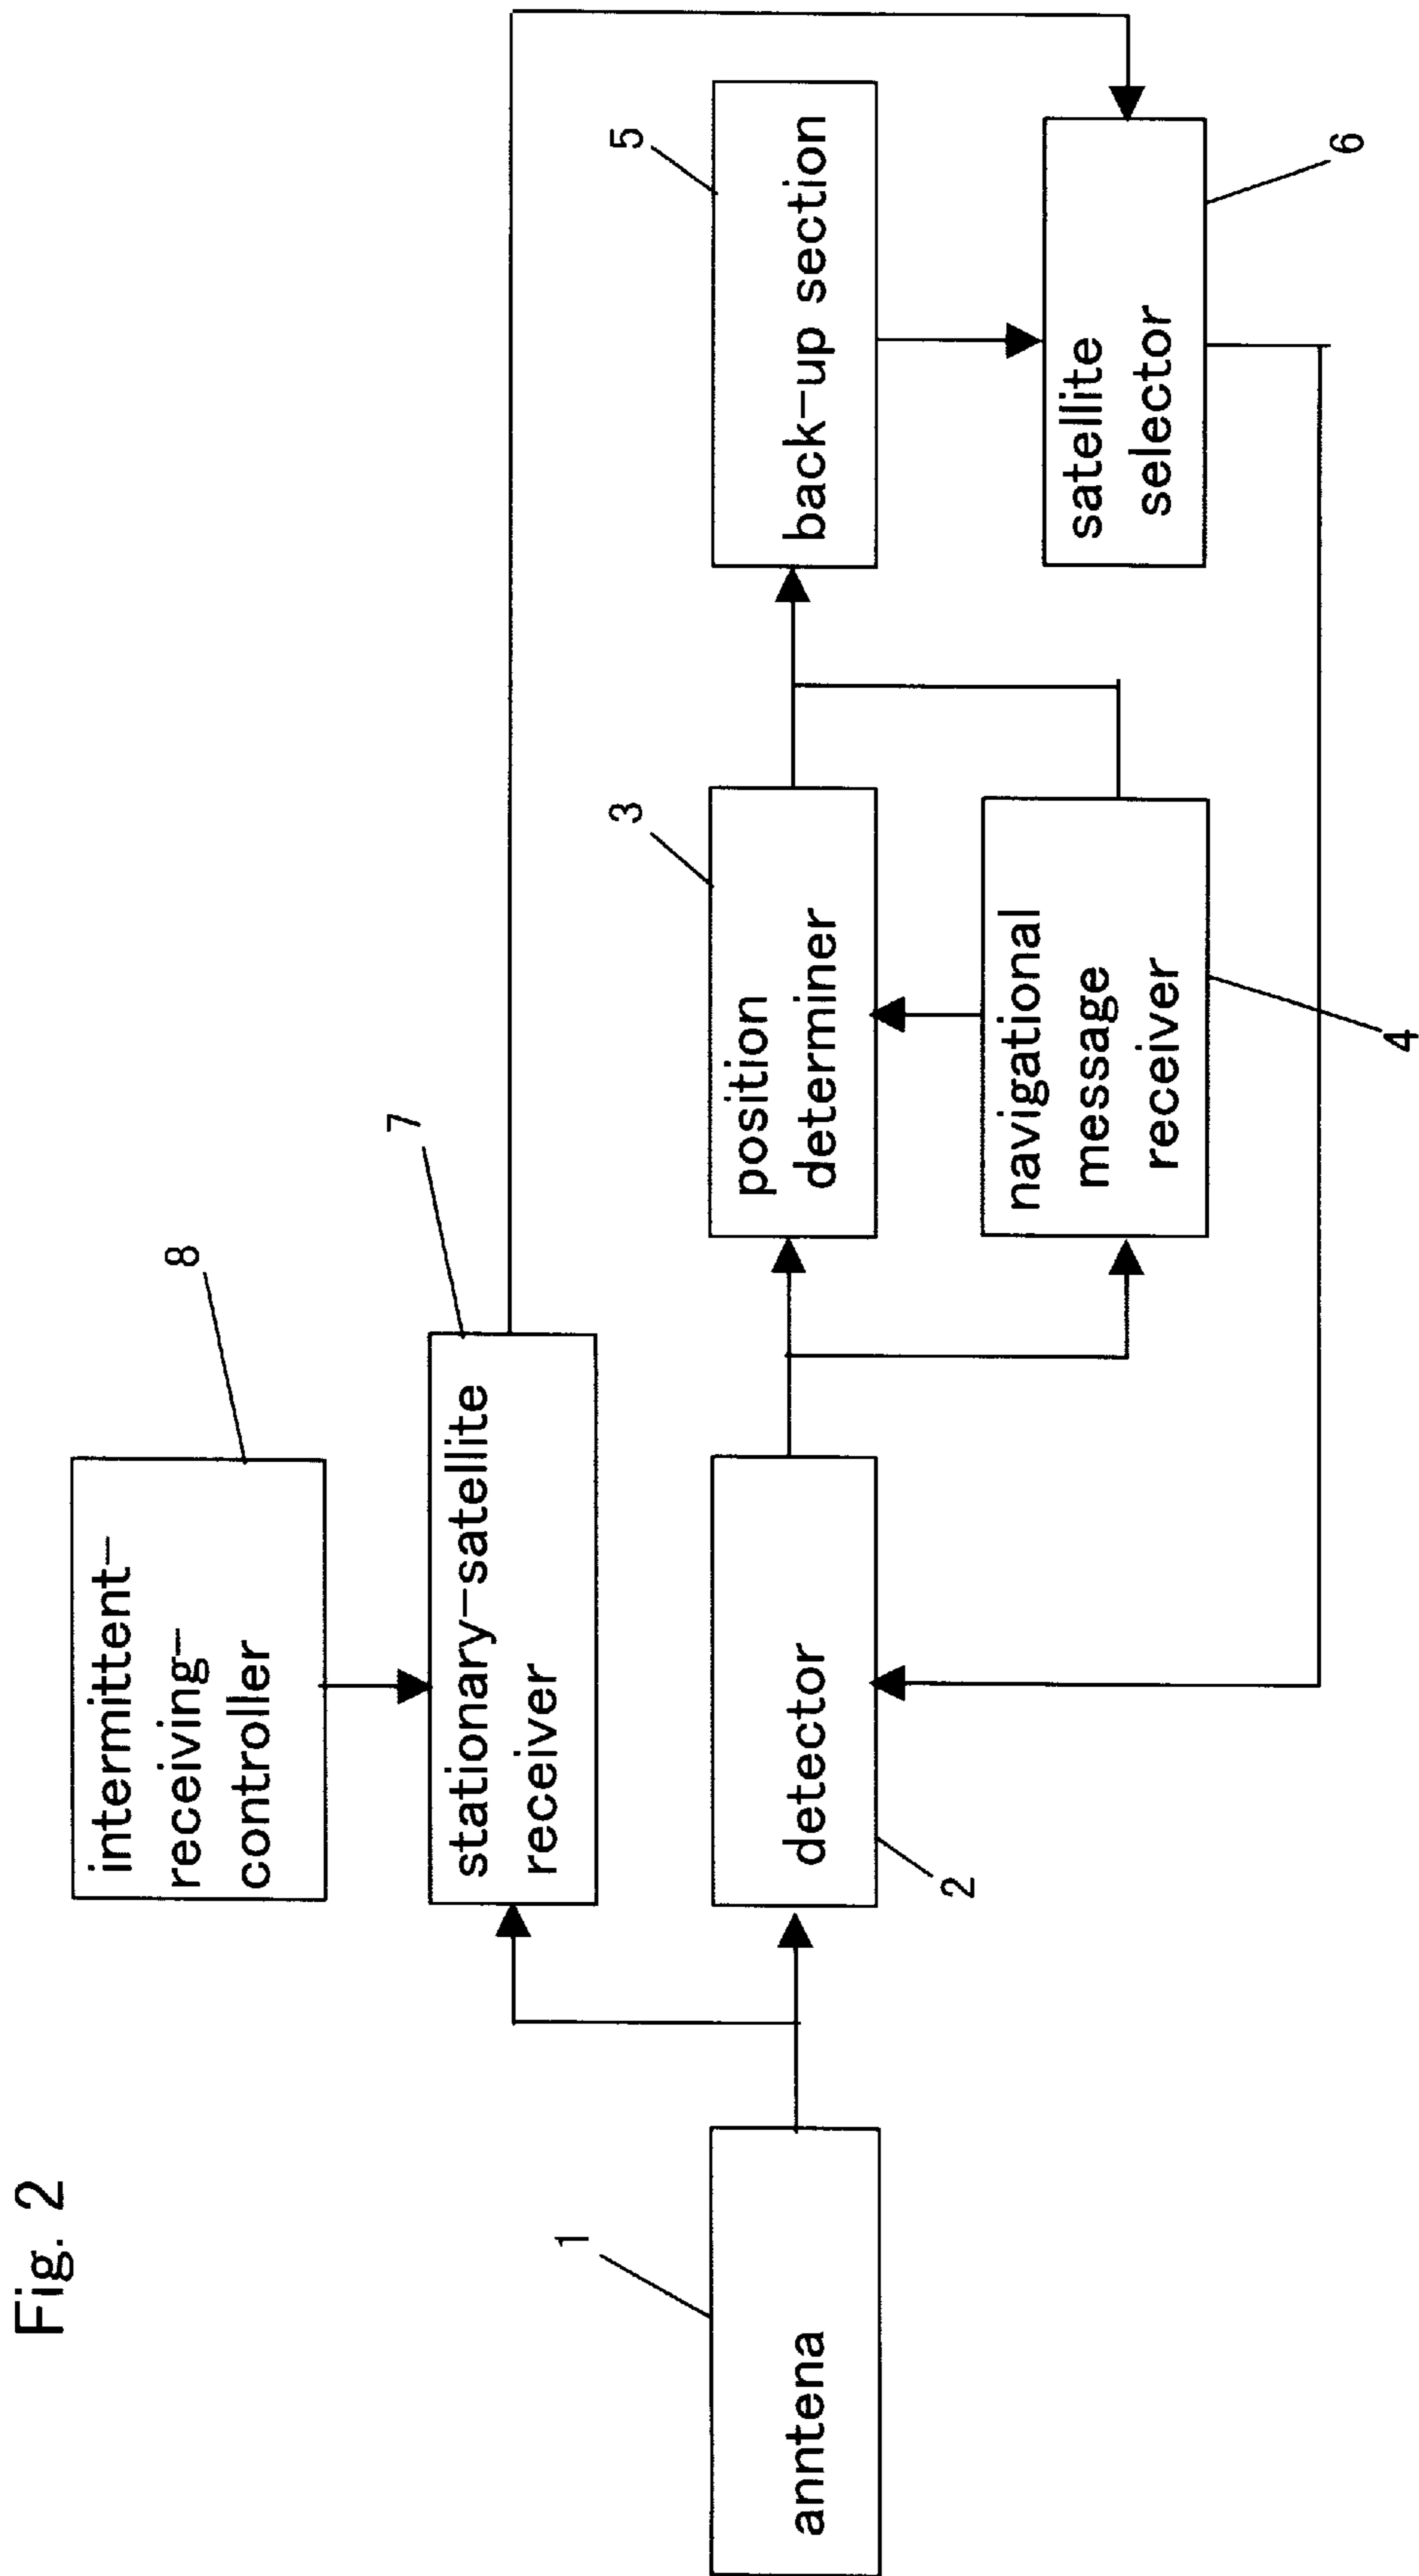 Fig. 2
8
intermittent-
receiving-
controller
7
stationary-satellite
receiver
1
anntena
2
detector
3
position
determiner
4
navigational
message
receiver
5
back-up section
6
satellite
selector